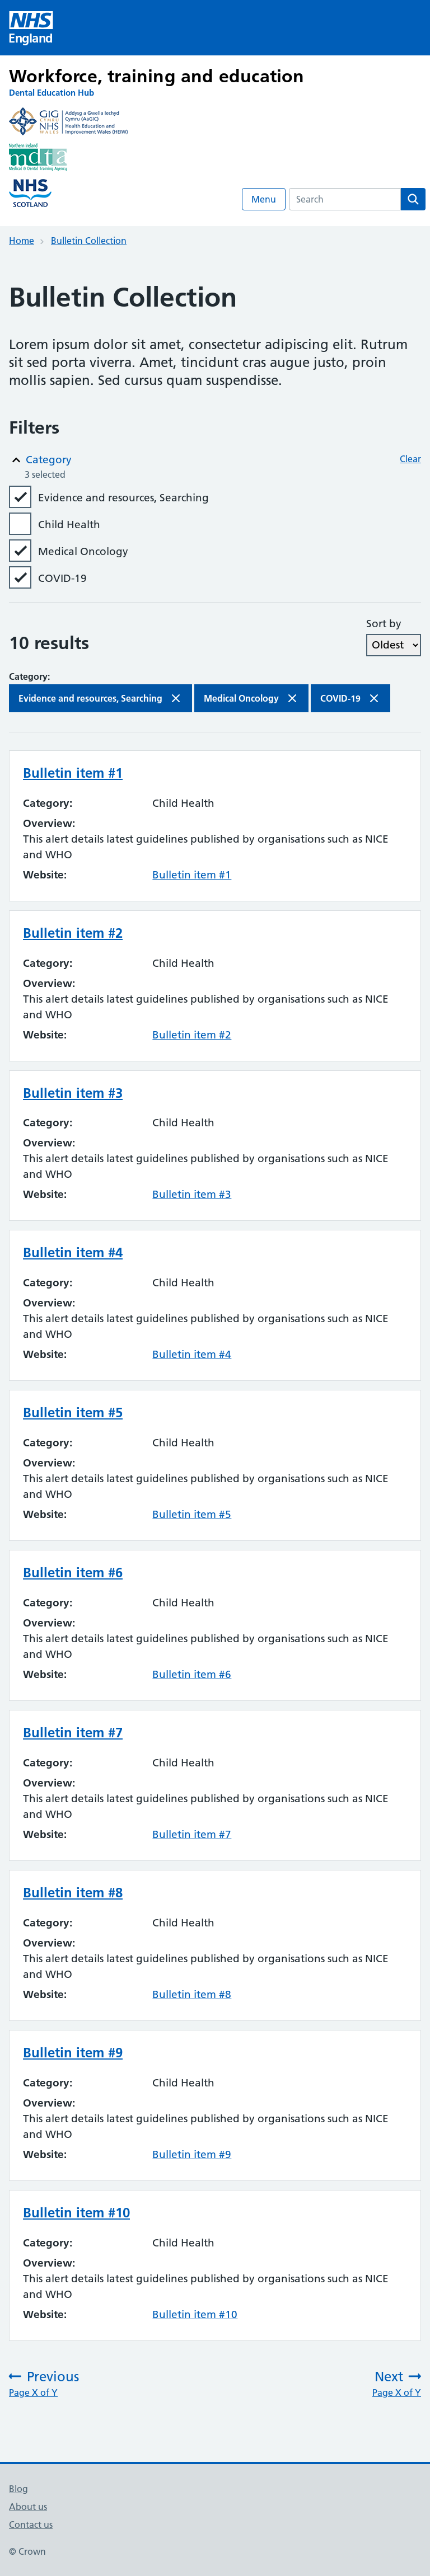 NHS
England
Workforce, training and education
Dental Education Hub
GIG
CYMRU
NHS
WALES
Addysg a Gwella Iechyd
Cymru (AaGIC)
Health Education and
Improvement Wales (HEIW)
Northern Ireland
mdta
Medical & Dental Training Agency
NHS
SCOTLAND
Menu
Search
Home
Bulletin Collection
Bulletin Collection
Lorem ipsum dolor sit amet, consectetur adipiscing elit. Rutrum
sit sed porta viverra. Amet, tincidunt cras augue justo, proin
mollis sapien. Sed cursus quam suspendisse.
Filters
Category
Clear
3 selected
Evidence and resources, Searching
Child Health
Medical Oncology
COVID-19
Sort by
10 results
Oldest
Category:
Evidence and resources, Searching
Medical Oncology
COVID-19
Bulletin item #1
Category: Child Health
Overview:
This alert details latest guidelines published by organisations such as NICE
and WHO
Website: Bulletin item #1
Bulletin item #2
Category: Child Health
Overview:
This alert details latest guidelines published by organisations such as NICE
and WHO
Website: Bulletin item #2
Bulletin item #3
Category: Child Health
Overview:
This alert details latest guidelines published by organisations such as NICE
and WHO
Website: Bulletin item #3
Bulletin item #4
Category: Child Health
Overview:
This alert details latest guidelines published by organisations such as NICE
and WHO
Website: Bulletin item #4
Bulletin item #5
Category: Child Health
Overview:
This alert details latest guidelines published by organisations such as NICE
and WHO
Website: Bulletin item #5
Bulletin item #6
Category: Child Health
Overview:
This alert details latest guidelines published by organisations such as NICE
and WHO
Website: Bulletin item #6
Bulletin item #7
Category: Child Health
Overview:
This alert details latest guidelines published by organisations such as NICE
and WHO
Website: Bulletin item #7
Bulletin item #8
Category: Child Health
Overview:
This alert details latest guidelines published by organisations such as NICE
and WHO
Website: Bulletin item #8
Bulletin item #9
Category: Child Health
Overview:
This alert details latest guidelines published by organisations such as NICE
and WHO
Website: Bulletin item #9
Bulletin item #10
Category: Child Health
Overview:
This alert details latest guidelines published by organisations such as NICE
and WHO
Website: Bulletin item #10
Previous
Page X of Y
Next
Page X of Y
Blog
About us
Contact us
© Crown